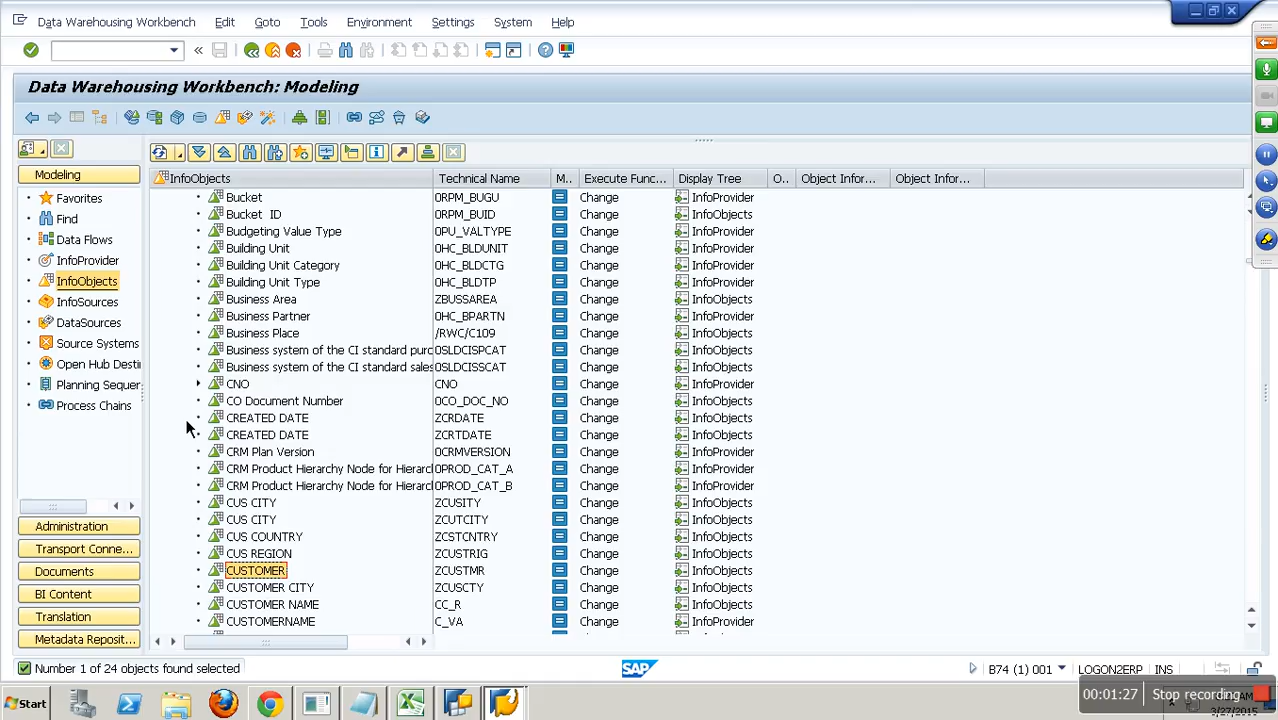 Data Warehousing Workbench Edit Goto Tools Environment Settings System Help
Data Warehousing Workbench: Modeling
Modeling
Favorites
Find
Data Flows
InfoProvider
InfoObjects
InfoSources
DataSources
Source Systems
Open Hub Desti
Planning Sequer
Process Chains
Administration
Transport Conne...
Documents
BI Content
Translation
Metadata Reposit...
InfoObjects Technical Name M.. Execute Func... Display Tree O.. Object Infor... Object Infor...
Bucket 0RPM_BUGU Change InfoProvider
Bucket ID 0RPM_BUID Change InfoObjects
Budgeting Value Type 0PU_VALTYPE Change InfoProvider
Building Unit 0HC_BLDUNIT Change InfoProvider
Building Unit Category 0HC_BLDCTG Change InfoProvider
Building Unit Type 0HC_BLDTP Change InfoProvider
Business Area ZBUSSAREA Change InfoObjects
Business Partner 0HC_BPARTN Change InfoProvider
Business Place /RWC/C109 Change InfoObjects
Business system of the CI standard purc 0SLDCISPCAT Change InfoObjects
Business system of the CI standard sales 0SLDCISSCAT Change InfoObjects
CNO CNO Change InfoProvider
CO Document Number 0CO_DOC_NO Change InfoProvider
CREATED DATE ZCRDATE Change InfoObjects
CREATED DATE ZCRTDATE Change InfoObjects
CRM Plan Version 0CRMVERSION Change InfoProvider
CRM Product Hierarchy Node for Hierarc 0PROD_CAT_A Change InfoProvider
CRM Product Hierarchy Node for Hierarc 0PROD_CAT_B Change InfoProvider
CUS CITY ZCUSITY Change InfoObjects
CUS CITY ZCUTCITY Change InfoObjects
CUS COUNTRY ZCSTCNTRY Change InfoObjects
CUS REGION ZCUSTRIG Change InfoObjects
CUSTOMER ZCUSTMR Change InfoObjects
CUSTOMER CITY ZCUSCTY Change InfoObjects
CUSTOMER NAME CC_R Change InfoProvider
CUSTOMERNAME C_VA Change InfoProvider
Number 1 of 24 objects found selected
SAP
B74 (1) 001 LOGON2ERP INS
00:01:27 Stop recording
Start
3/27/2015